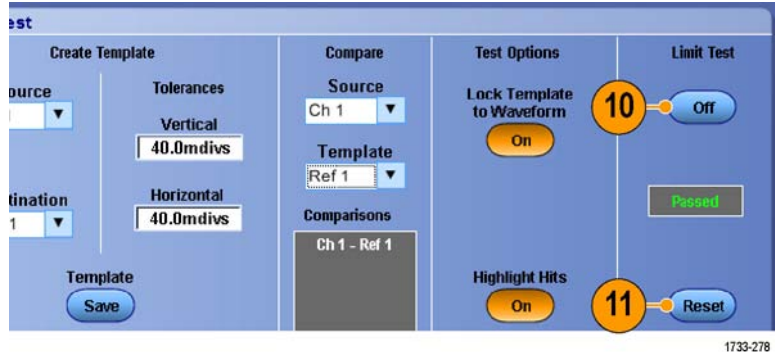 est
Create Template
ource
Tolerances
Vertical
40.0mdivs
Horizontal
40.0mdivs
tination
1
Template
Save
Compare
Source
Ch 1
Template
Ref 1
Comparisons
Ch 1 - Ref 1
Test Options
Lock Template
to Waveform
On
Highlight Hits
On
Limit Test
10
Off
Passed
11
Reset
1733-278